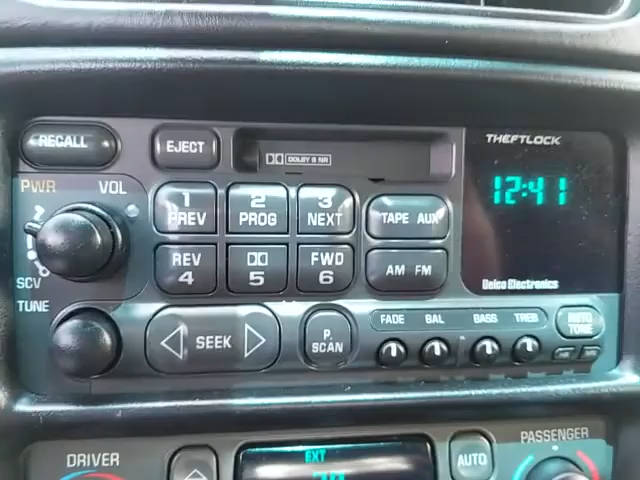 RECALL
EJECT
DOLBY B NR
THEFTLOCK
12:41
PWR VOL
1 PREV
2 PROG
3 NEXT
TAPE AUX
REV 4
5
FWD 6
AM FM
SCV
Delco Electronics
TUNE
SEEK
P. SCAN
FADE BAL BASS TREB
AUTO TONE
DRIVER
EXT
AUTO
PASSENGER